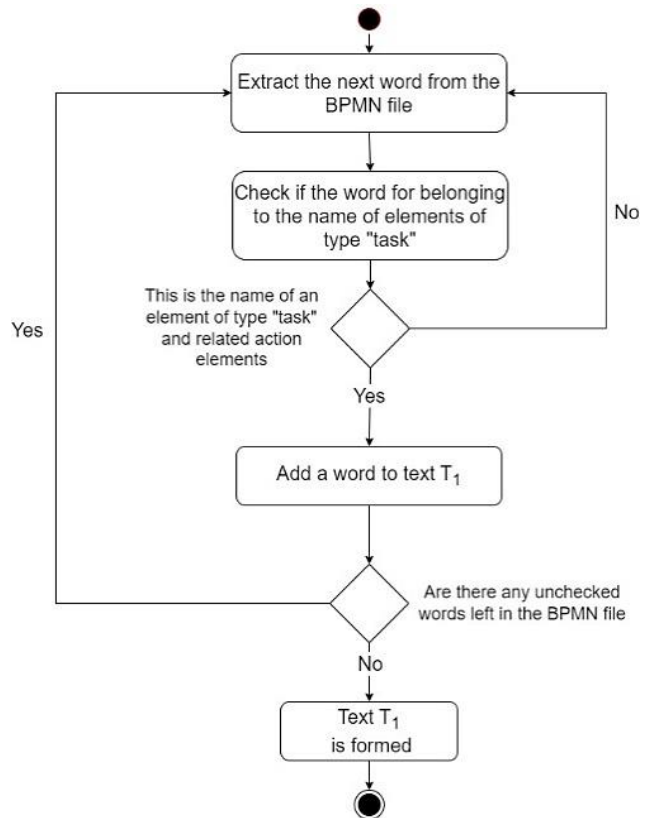 Extract the next word from the
BPMN file
Check if the word for belonging
to the name of elements of
type "task"
No
This is the name of an
element of type "task"
and related action
elements
Yes
Yes
Add a word to text T₁
Are there any unchecked
words left in the BPMN file
No
Text T₁
is formed